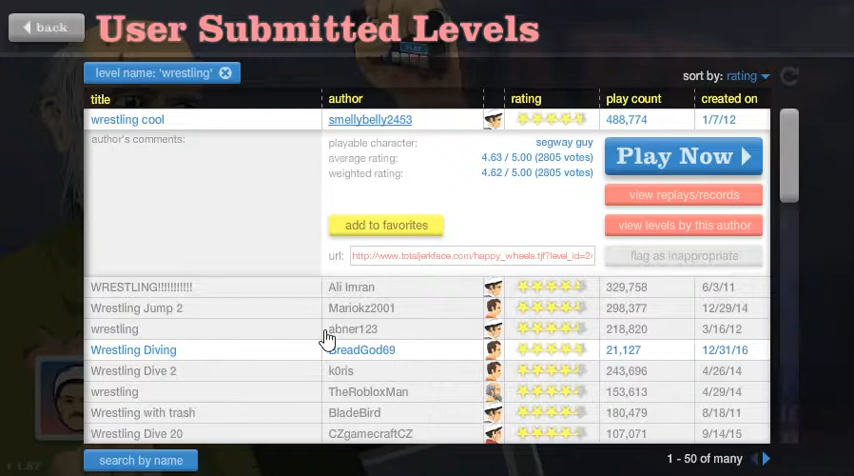 back
User Submitted Levels
level name: 'wrestling'
sort by: rating
title author rating play count created on
wrestling cool smellybelly2453 488,774 1/7/12
author's comments:
playable character: segway guy
average rating: 4.63 / 5.00 (2805 votes)
weighted rating: 4.62 / 5.00 (2805 votes)
Play Now
view replays/records
add to favorites
view levels by this author
url: http://www.totaljerkface.com/happy_wheels.tjf?level_id=2
flag as inappropriate
WRESTLING!!!!!!!!!!! Ali Imran 329,758 6/3/11
Wrestling Jump 2 Mariokz2001 298,377 12/29/14
wrestling abner123 218,820 3/16/12
Wrestling Diving BreadGod69 21,127 12/31/16
Wrestling Dive 2 k0ris 243,696 4/26/14
wrestling TheRobloxMan 153,613 4/29/14
Wrestling with trash BladeBird 180,479 8/18/11
Wrestling Dive 20 CZgamecraftCZ 107,071 9/14/15
search by name
1 - 50 of many